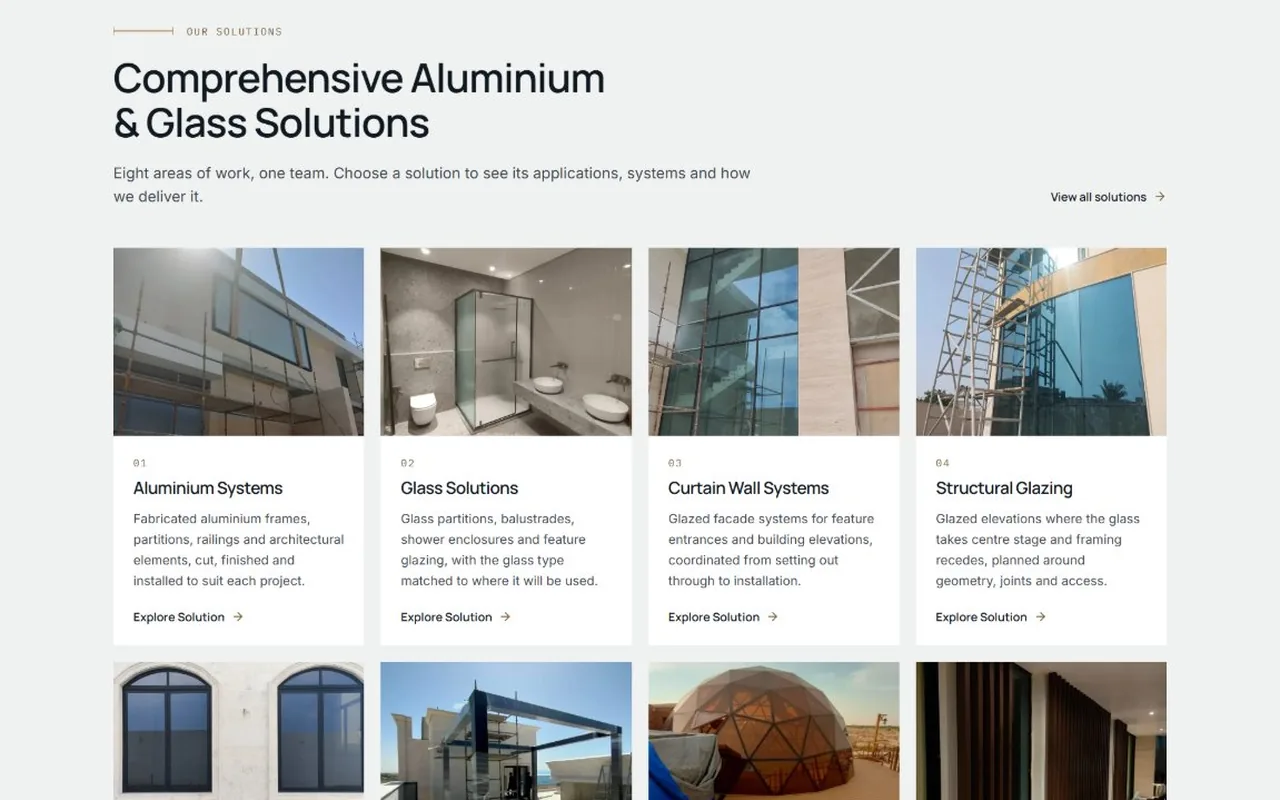 OUR SOLUTIONS
Comprehensive Aluminium
& Glass Solutions
Eight areas of work, one team. Choose a solution to see its applications, systems and how
we deliver it.
View all solutions
01
Aluminium Systems
Fabricated aluminium frames,
partitions, railings and architectural
elements, cut, finished and
installed to suit each project.
Explore Solution
02
Glass Solutions
Glass partitions, balustrades,
shower enclosures and feature
glazing, with the glass type
matched to where it will be used.
Explore Solution
03
Curtain Wall Systems
Glazed facade systems for feature
entrances and building elevations,
coordinated from setting out
through to installation.
Explore Solution
04
Structural Glazing
Glazed elevations where the glass
takes centre stage and framing
recedes, planned around
geometry, joints and access.
Explore Solution